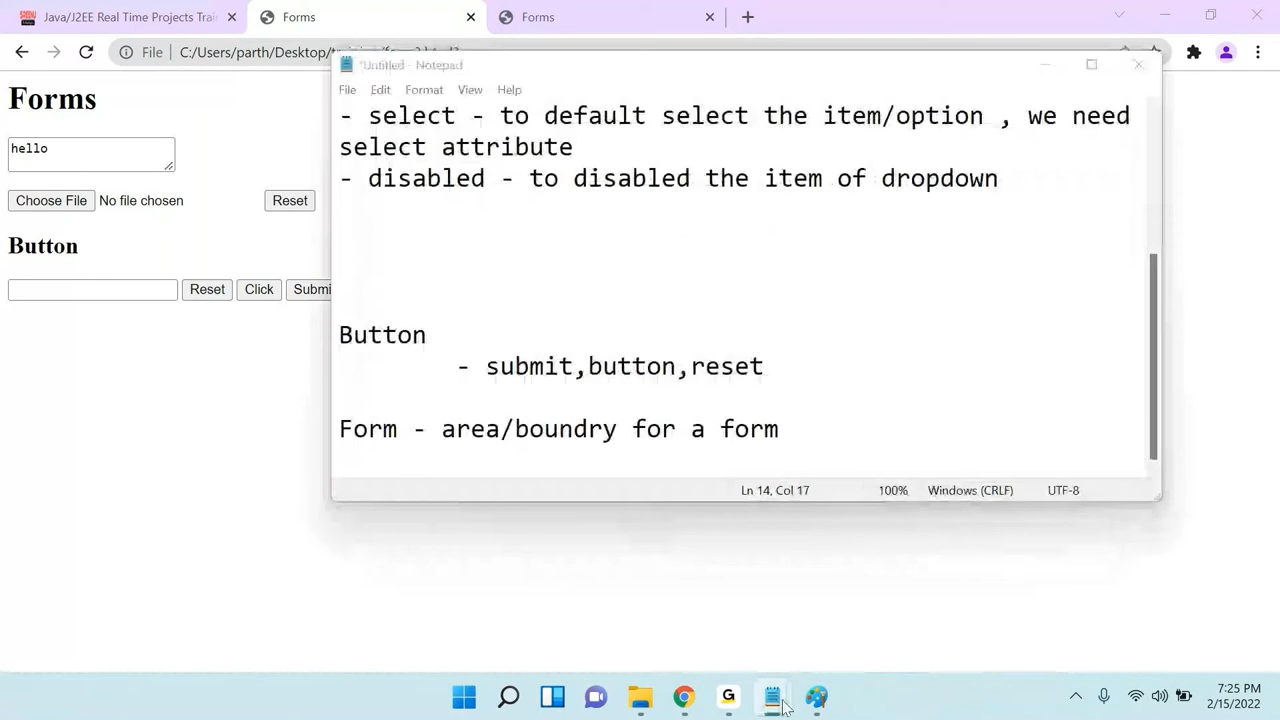 Java/J2EE Real Time Projects Trai
Forms
Forms
File
C:/Users/parth/Desktop/
Forms
hello
Choose File No file chosen
Reset
Button
Reset
Click
Submi
Untitled - Notepad
File Edit Format View Help
- select - to default select the item/option , we need
select attribute
- disabled - to disabled the item of dropdown
Button
- submit,button,reset
Form - area/boundry for a form
Ln 14, Col 17
100%
Windows (CRLF)
UTF-8
7:25 PM
2/15/2022